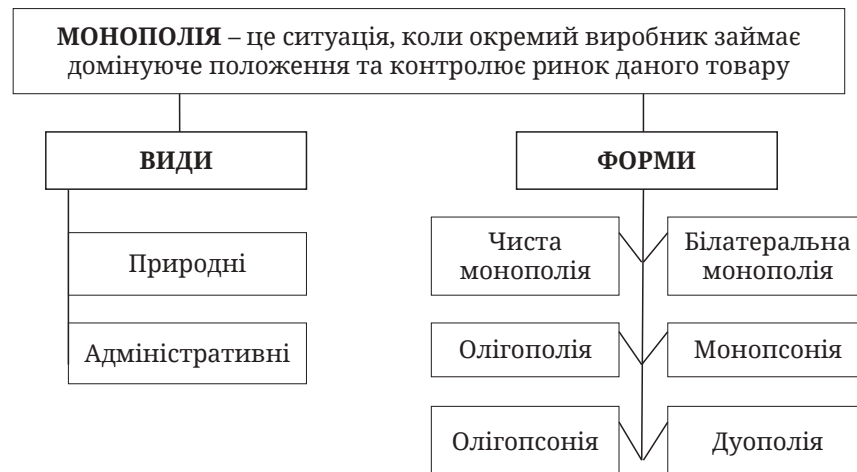 МОНОПОЛІЯ – це ситуація, коли окремий виробник займає
домінуюче положення та контролює ринок даного товару
ВИДИ
ФОРМИ
Природні
Адміністративні
Чиста
монополія
Білатеральна
монополія
Олігополія
Монопсонія
Олігопсонія
Дуополія